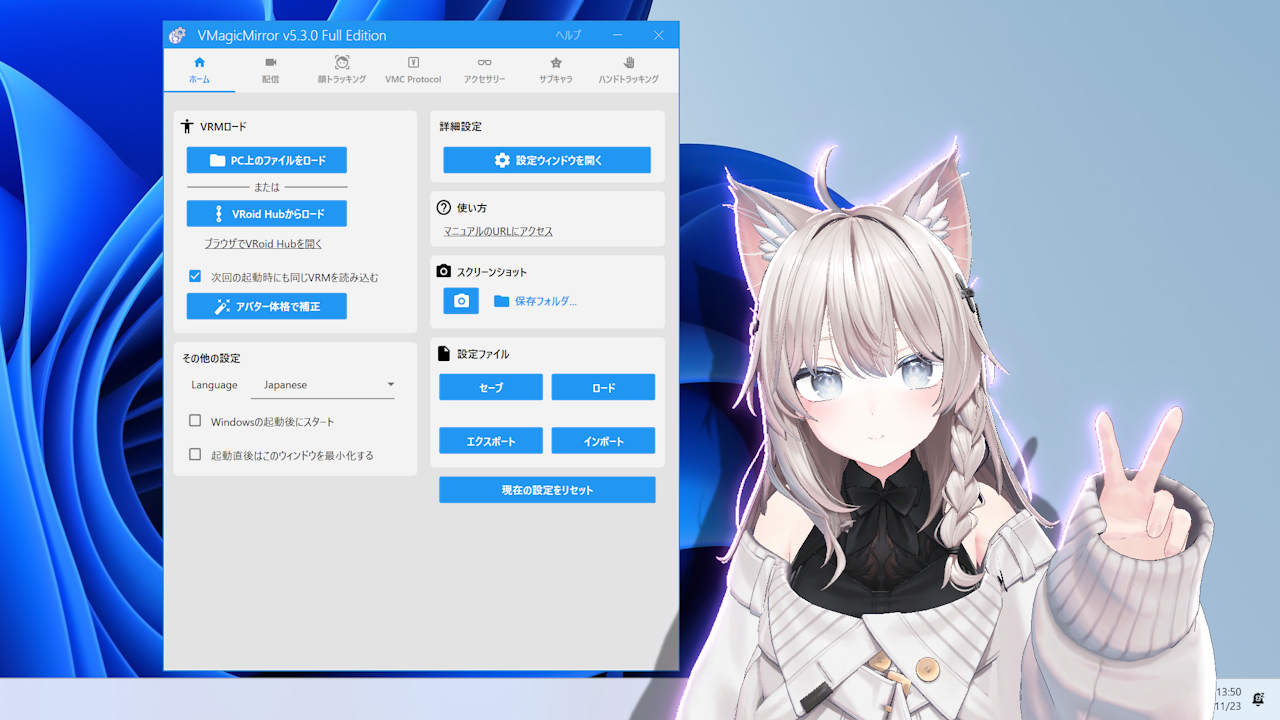 VMagicMirror v5.3.0 Full Edition
ヘルプ
ホーム
配信
顔トラッキング
VMC Protocol
アクセサリー
サブキャラ
ハンドトラッキング
VRMロード
PC上のファイルをロード
または
VRoid Hubからロード
ブラウザでVRoid Hubを開く
次回の起動時にも同じVRMを読み込む
アバター体格で補正
その他の設定
Language
Japanese
Windowsの起動後にスタート
起動直後はこのウィンドウを最小化する
詳細設定
設定ウィンドウを開く
使い方
マニュアルのURLにアクセス
スクリーンショット
保存フォルダ...
設定ファイル
セーブ
ロード
エクスポート
インポート
現在の設定をリセット
13:50
11/23